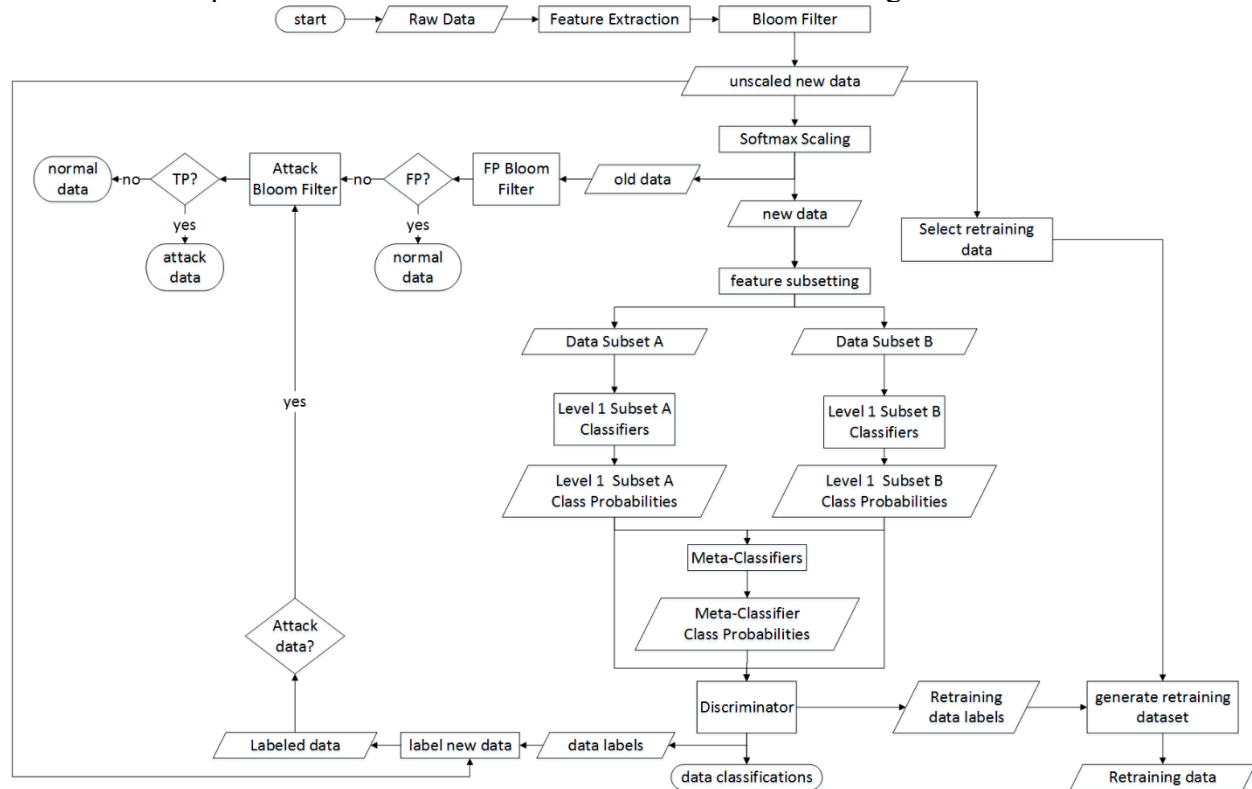 start
Raw Data
Feature Extraction
Bloom Filter
unscaled new data
Softmax Scaling
normal
data
no
TP?
Attack
Bloom Filter
no
FP?
FP Bloom
Filter
old data
new data
yes
attack
data
yes
normal
data
Select retraining
data
feature subsetting
Data Subset A
Data Subset B
Level 1 Subset A
Classifiers
Level 1 Subset B
Classifiers
yes
Level 1 Subset A
Class Probabilities
Level 1 Subset B
Class Probabilities
Meta-Classifiers
Meta-Classifier
Class Probabilities
Attack
data?
Discriminator
Retraining
data labels
generate retraining
dataset
Labeled data
label new data
data labels
data classifications
Retraining data